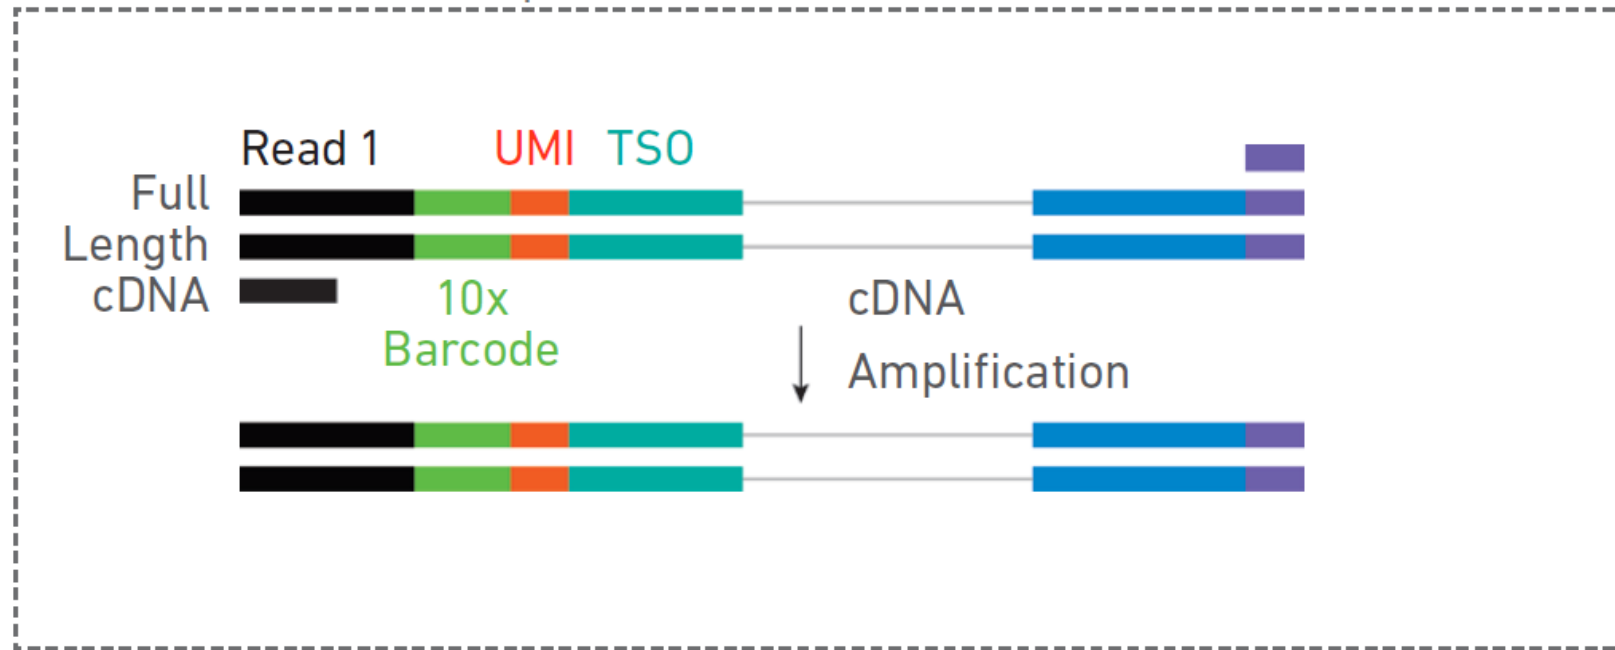 Read 1
UMI
TSO
Full
Length
cDNA
10x
Barcode
cDNA
Amplification